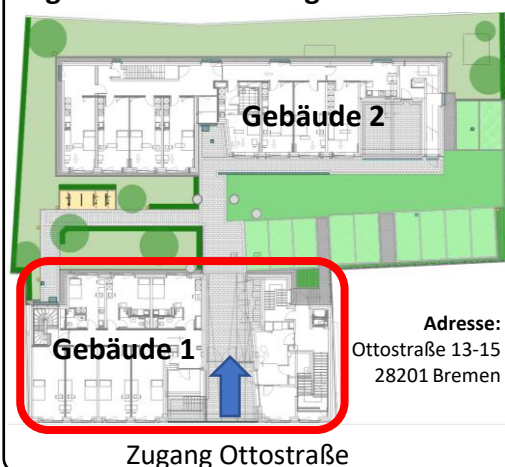 Gebäude 2
Gebäude 1
Adresse:
Ottostraße 13-15
28201 Bremen
Zugang Ottostraße